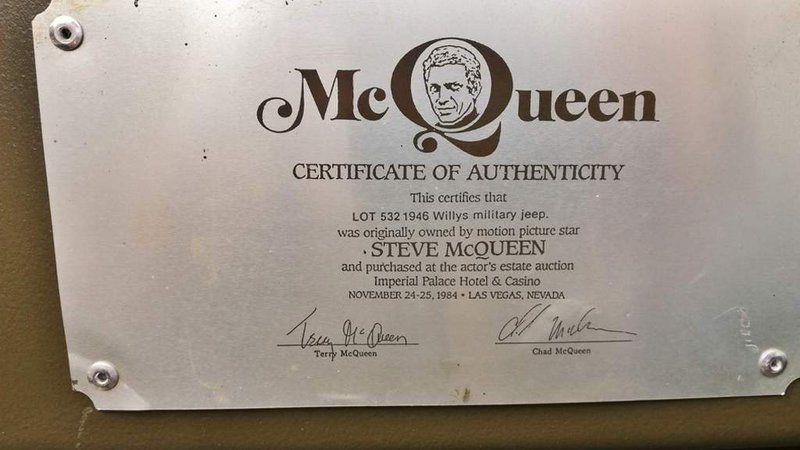 McQueen
CERTIFICATE OF AUTHENTICITY
This certifies that
LOT 532 1946 Willys military jeep.
was originally owned by motion picture star
STEVE McQUEEN
and purchased at the actor's estate auction
Imperial Palace Hotel & Casino
NOVEMBER 24-25, 1984 • LAS VEGAS, NEVADA
Terry McQueen
Terry McQueen
Chad McQueen